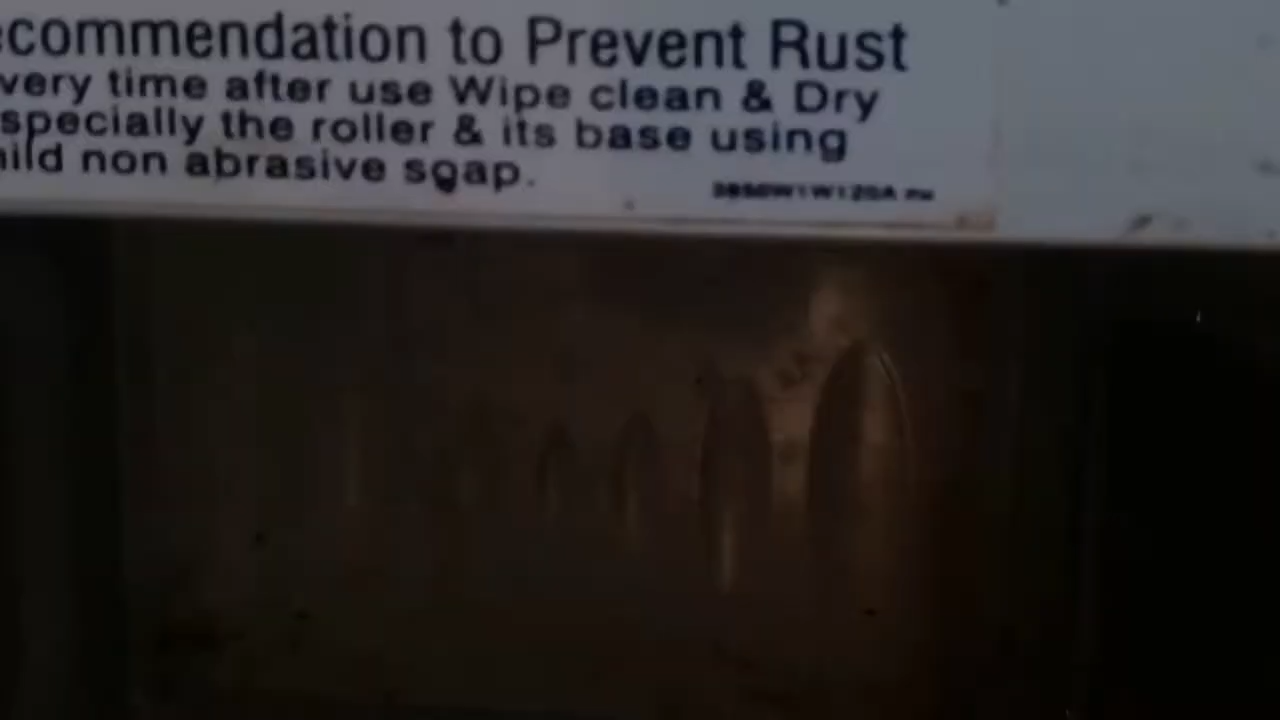 commendation to Prevent Rust
very time after use Wipe clean & Dry
specially the roller & its base using
ild non abrasive soap.